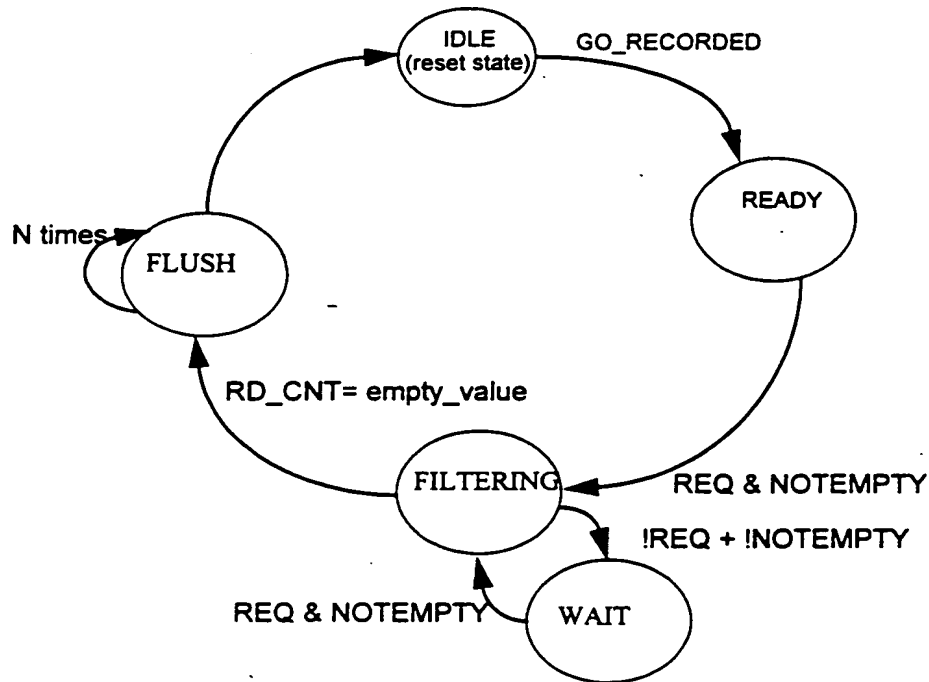 IDLE
(reset state)
GO_RECORDED
READY
N times
FLUSH
RD_CNT= empty_value
FILTERING
REQ & NOTEMPTY
!REQ + !NOTEMPTY
REQ & NOTEMPTY
WAIT